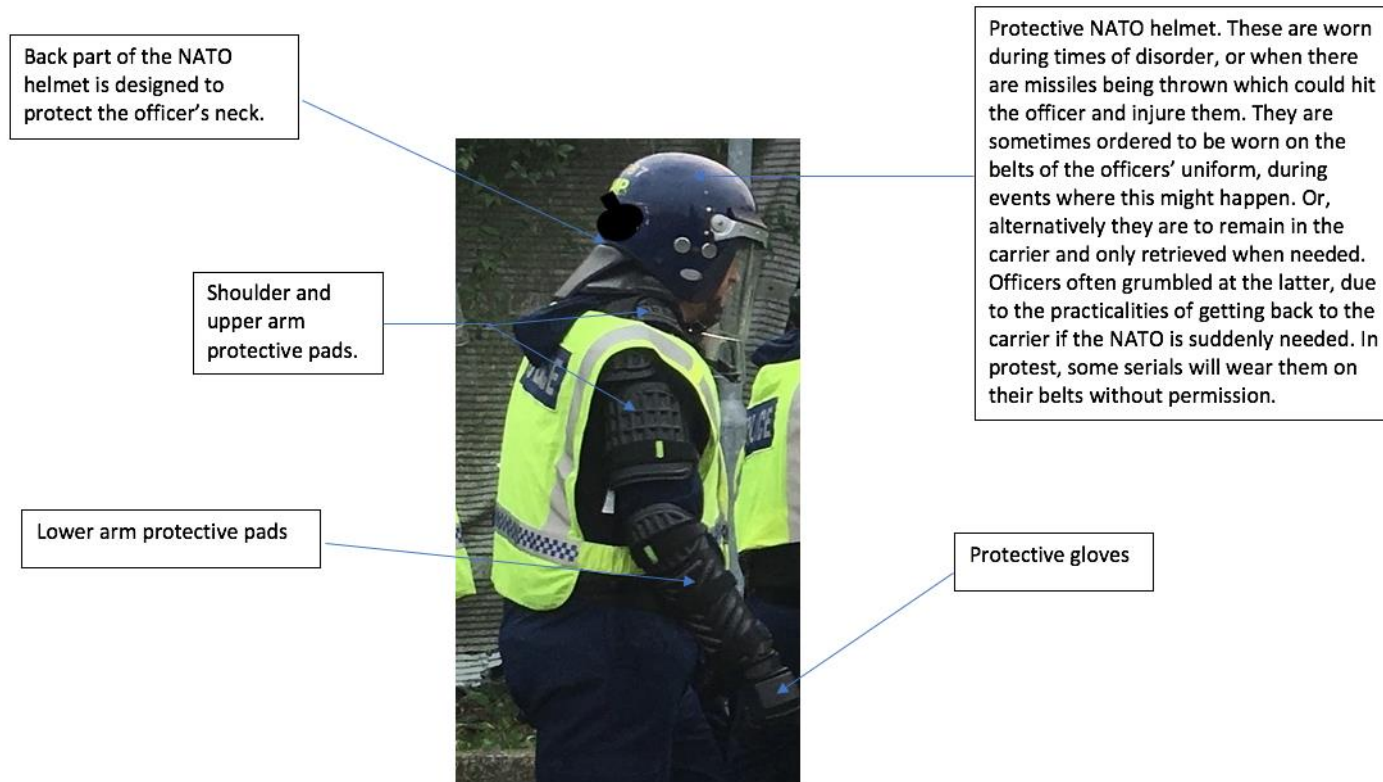 Back part of the NATO
helmet is designed to
protect the officer's neck.
Protective NATO helmet. These are worn
during times of disorder, or when there
are missiles being thrown which could hit
the officer and injure them. They are
sometimes ordered to be worn on the
belts of the officers' uniform, during
events where this might happen. Or,
alternatively they are to remain in the
carrier and only retrieved when needed.
Officers often grumbled at the latter, due
to the practicalities of getting back to the
carrier if the NATO is suddenly needed. In
protest, some serials will wear them on
their belts without permission.
Shoulder and
upper arm
protective pads.
Lower arm protective pads
Protective gloves